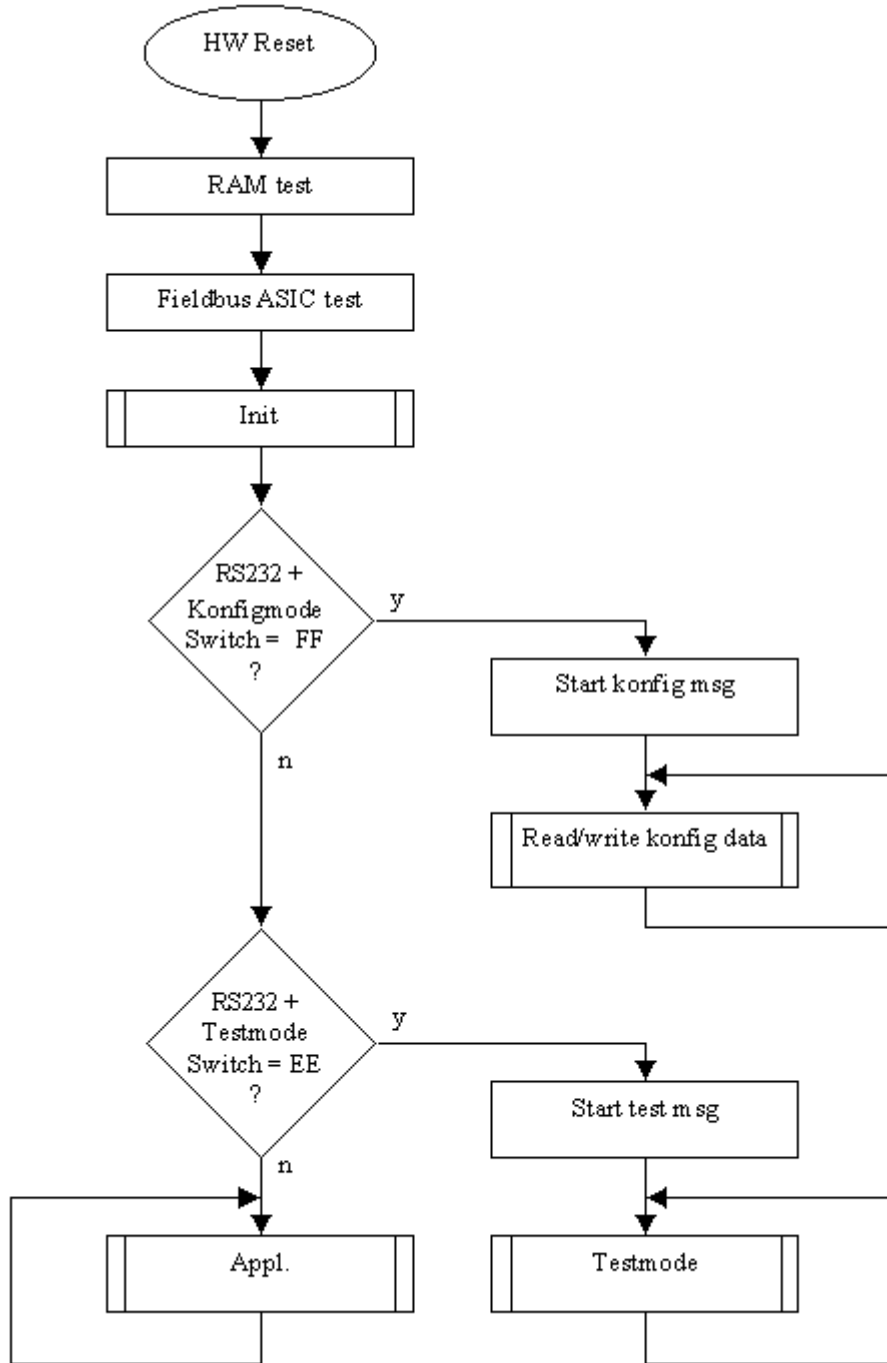 HW Reset
RAM test
Fieldbus ASIC test
Init
RS232 +
Konfigmode
Switch = FF
?
y
n
Start konfig msg
Read/write konfig data
RS232 +
Testmode
Switch = EE
?
y
n
Start test msg
Appl.
Testmode